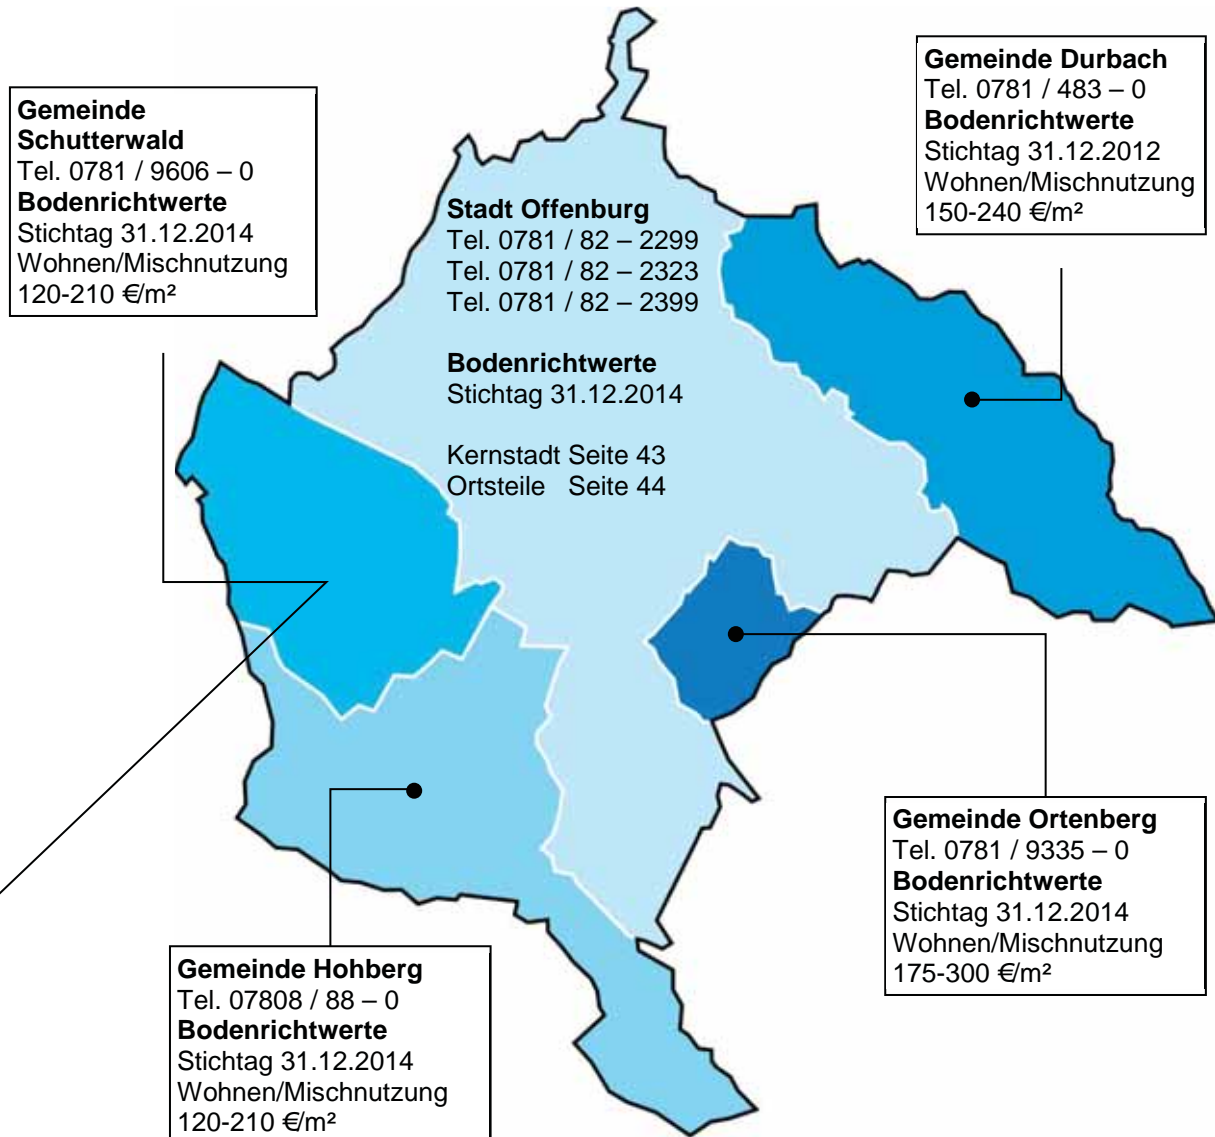 Gemeinde
Schutterwald
Tel. 0781 / 9606 – 0
Bodenrichtwerte
Stichtag 31.12.2014
Wohnen/Mischnutzung
120-210 €/m²
Stadt Offenburg
Tel. 0781 / 82 – 2299
Tel. 0781 / 82 – 2323
Tel. 0781 / 82 – 2399
Bodenrichtwerte
Stichtag 31.12.2014
Kernstadt Seite 43
Ortsteile Seite 44
Gemeinde Durbach
Tel. 0781 / 483 – 0
Bodenrichtwerte
Stichtag 31.12.2012
Wohnen/Mischnutzung
150-240 €/m²
Gemeinde Hohberg
Tel. 07808 / 88 – 0
Bodenrichtwerte
Stichtag 31.12.2014
Wohnen/Mischnutzung
120-210 €/m²
Gemeinde Ortenberg
Tel. 0781 / 9335 – 0
Bodenrichtwerte
Stichtag 31.12.2014
Wohnen/Mischnutzung
175-300 €/m²